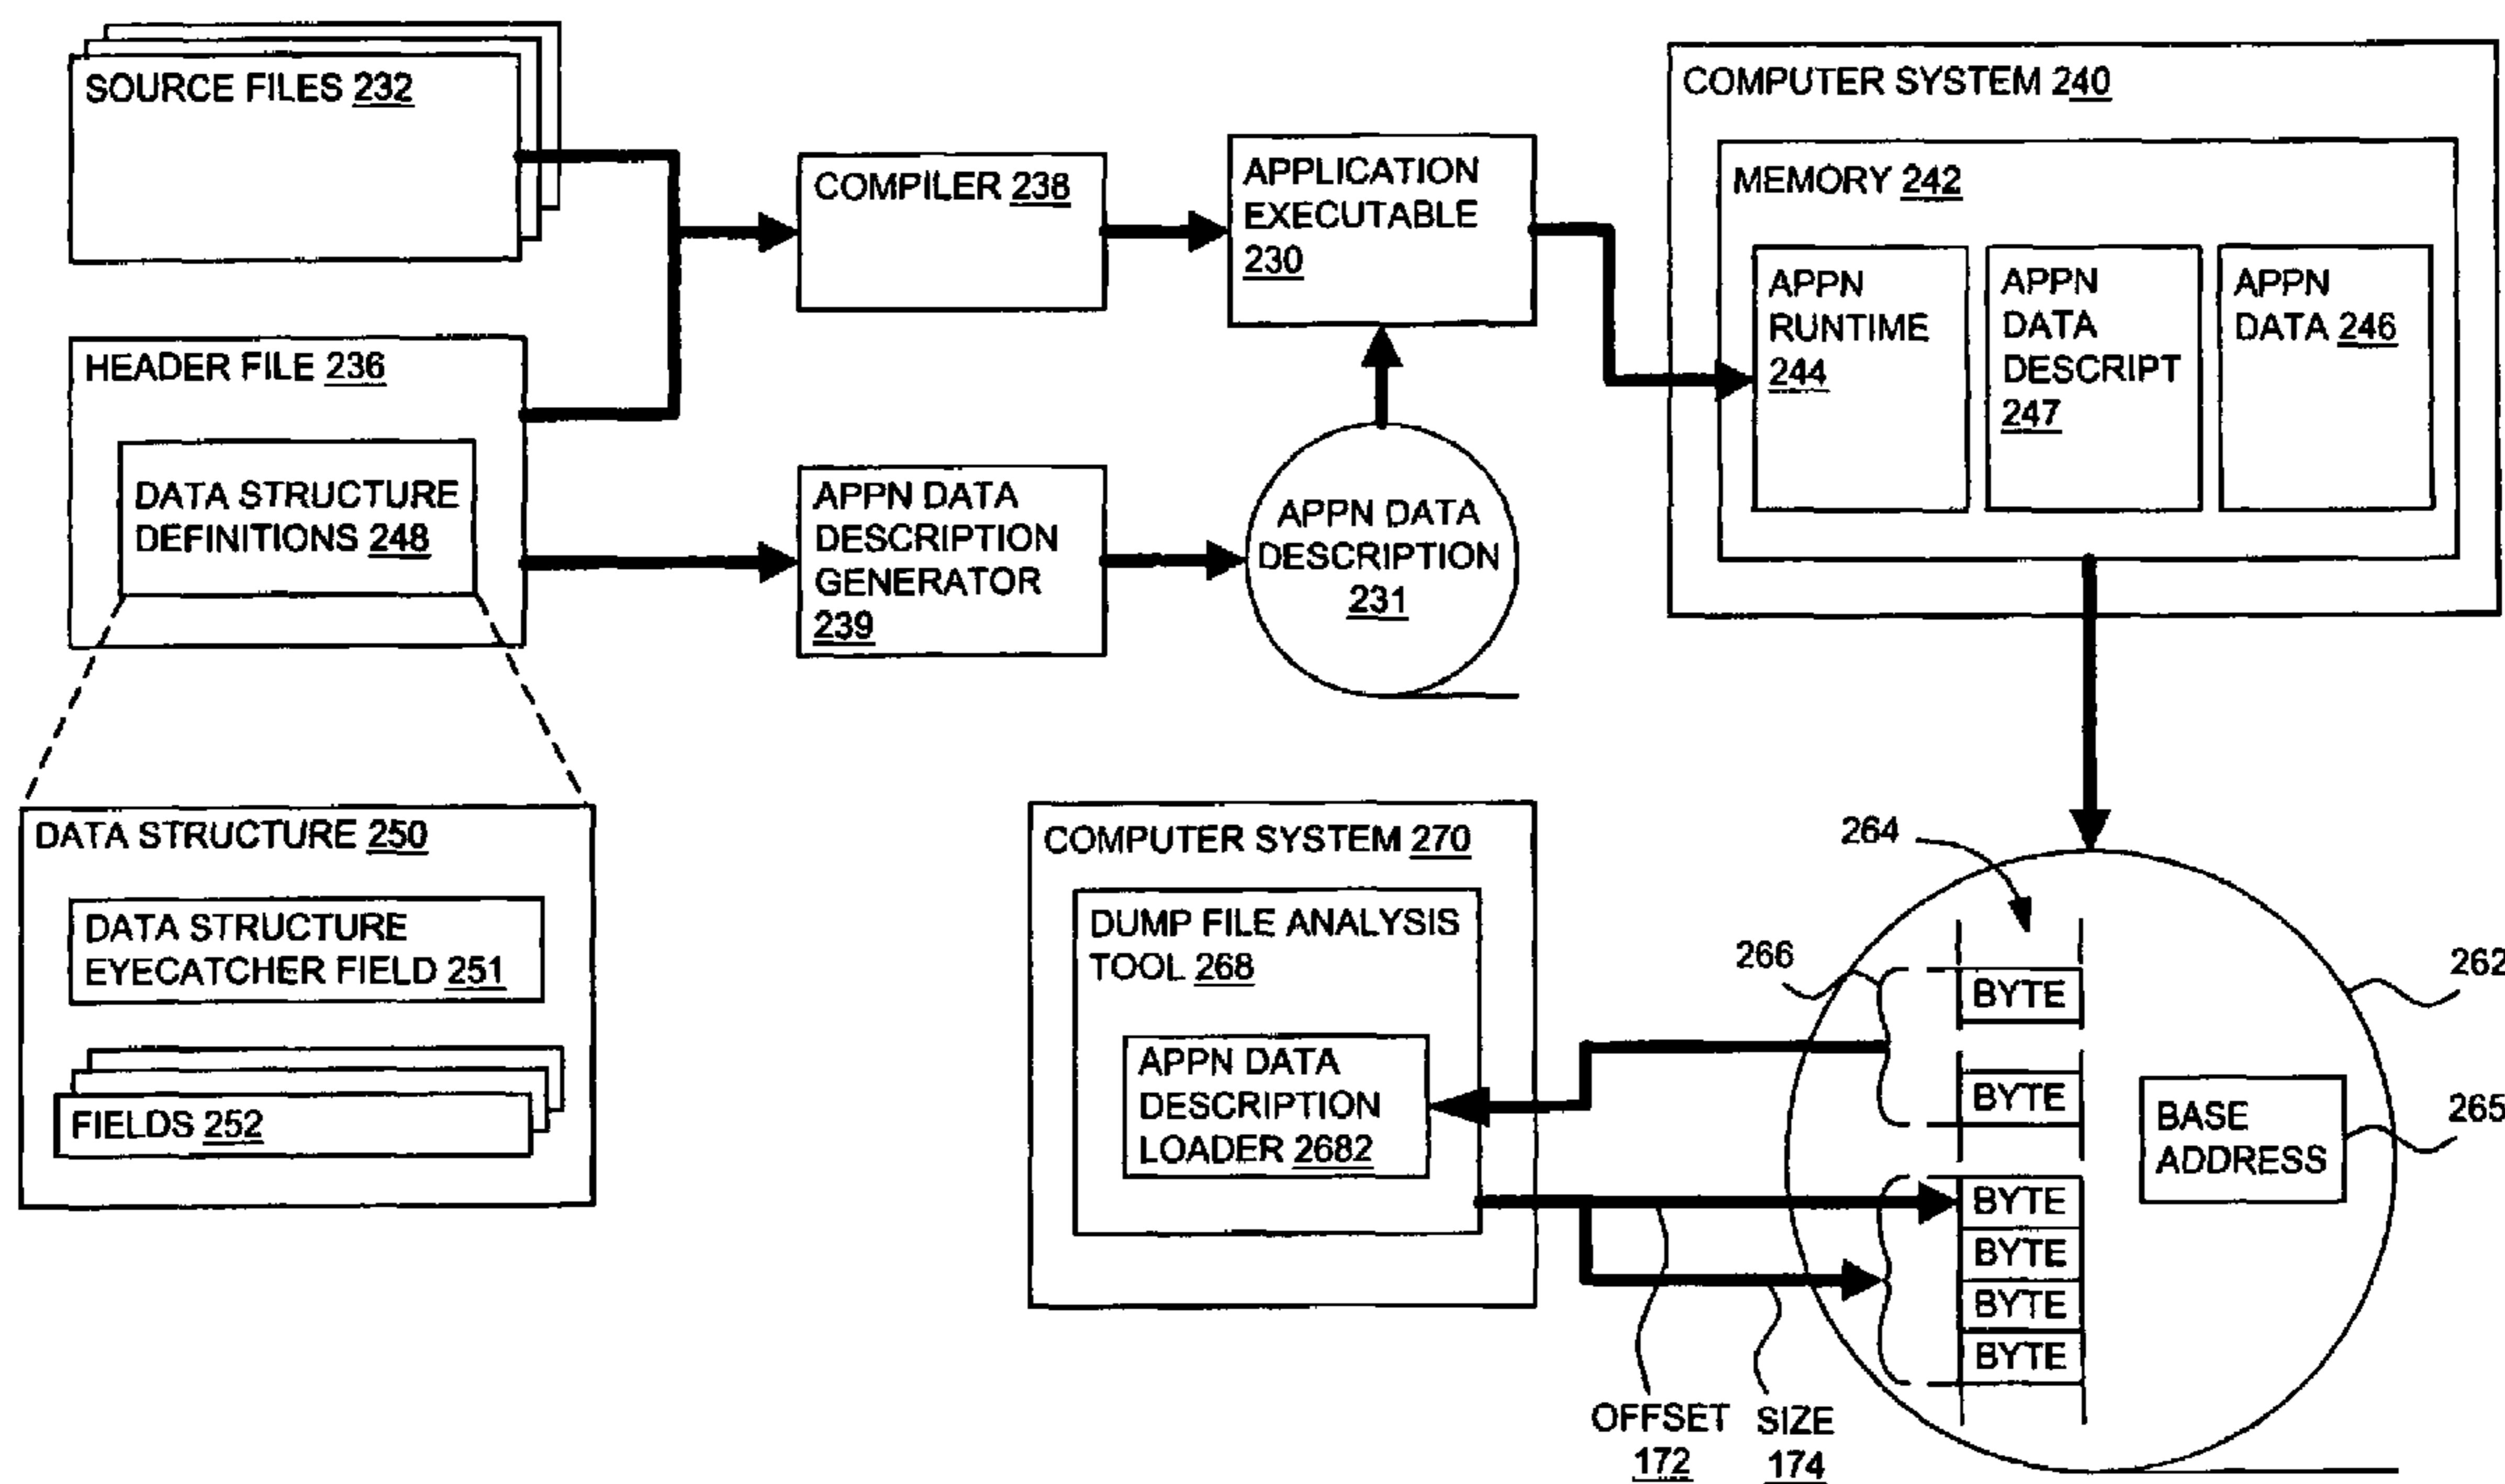 SOURCE FILES 232
COMPILER 238
APPLICATION
EXECUTABLE
230
COMPUTER SYSTEM 240
MEMORY 242
APPN
RUNTIME
244
APPN
DATA
DESCRIPT
247
APPN
DATA 246
HEADER FILE 236
DATA STRUCTURE
DEFINITIONS 248
APPN DATA
DESCRIPTION
GENERATOR
239
APPN DATA
DESCRIPTION
231
DATA STRUCTURE 250
DATA STRUCTURE
EYECATCHER FIELD 251
FIELDS 252
COMPUTER SYSTEM 270
DUMP FILE ANALYSIS
TOOL 268
APPN DATA
DESCRIPTION
LOADER 2682
264
266
262
BYTE
BYTE
BASE
ADDRESS
265
BYTE
BYTE
BYTE
BYTE
OFFSET
172
SIZE
174